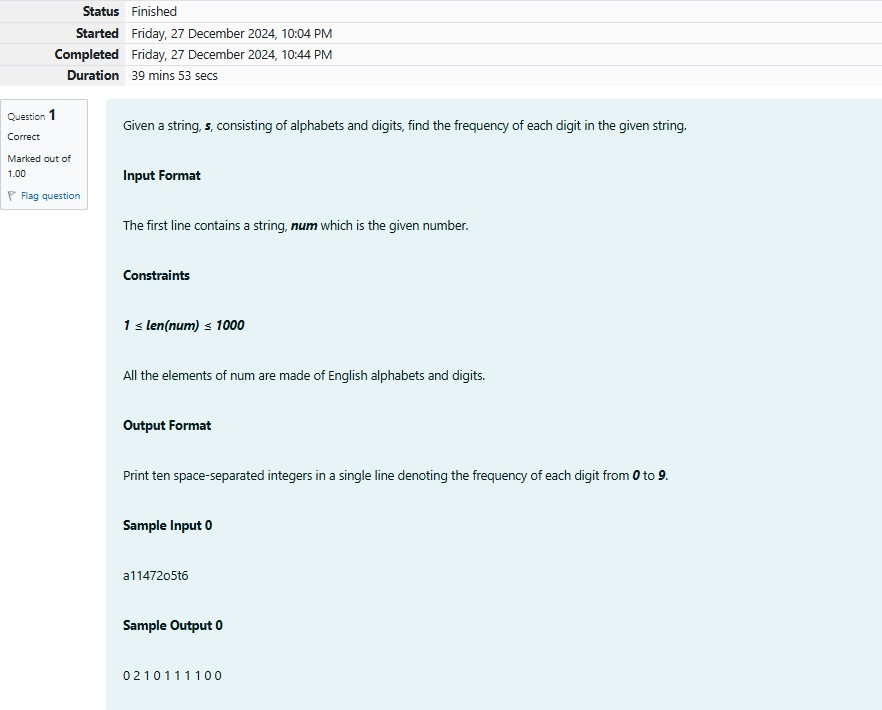 Status Finished
Started Friday, 27 December 2024, 10:04 PM
Completed Friday, 27 December 2024, 10:44 PM
Duration 39 mins 53 secs
Question 1
Correct
Marked out of
1.00
Flag question
Given a string, s, consisting of alphabets and digits, find the frequency of each digit in the given string.
Input Format
The first line contains a string, num which is the given number.
Constraints
1 ≤ len(num) ≤ 1000
All the elements of num are made of English alphabets and digits.
Output Format
Print ten space-separated integers in a single line denoting the frequency of each digit from 0 to 9.
Sample Input 0
a11472o5t6
Sample Output 0
0 2 1 0 1 1 1 1 0 0